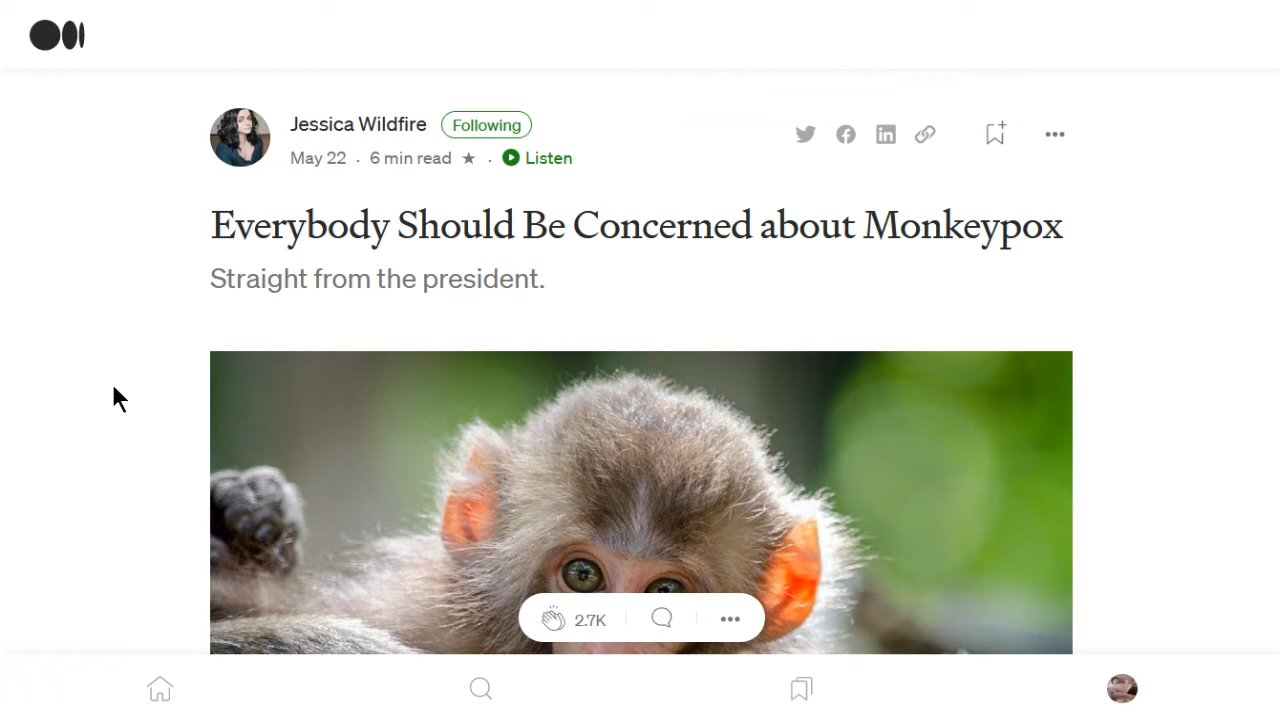 Jessica Wildfire Following
May 22 · 6 min read ★ · Listen
Everybody Should Be Concerned about Monkeypox
Straight from the president.
2.7K